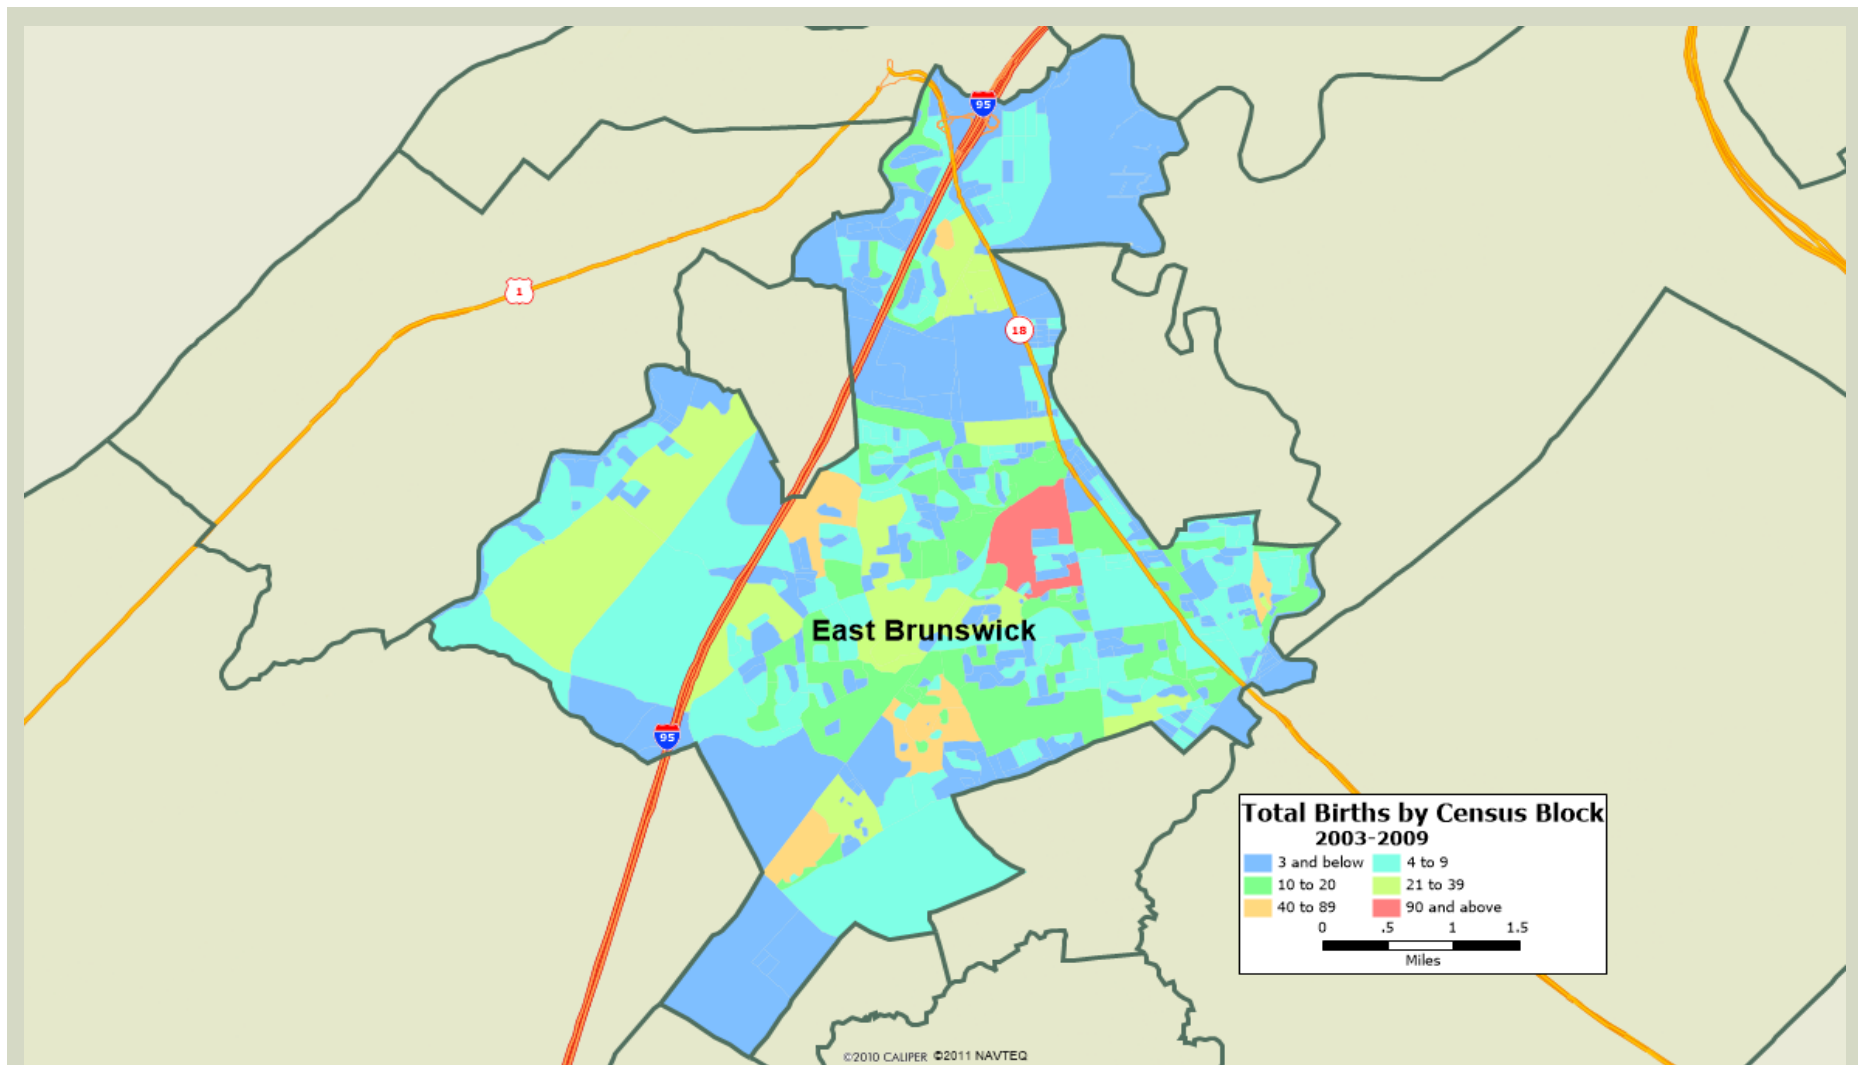 95
1
18
East Brunswick
95
Total Births by Census Block
2003-2009
3 and below 4 to 9
10 to 20 21 to 39
40 to 89 90 and above
0 .5 1 1.5
Miles
©2010 CALIPER ©2011 NAVTEQ